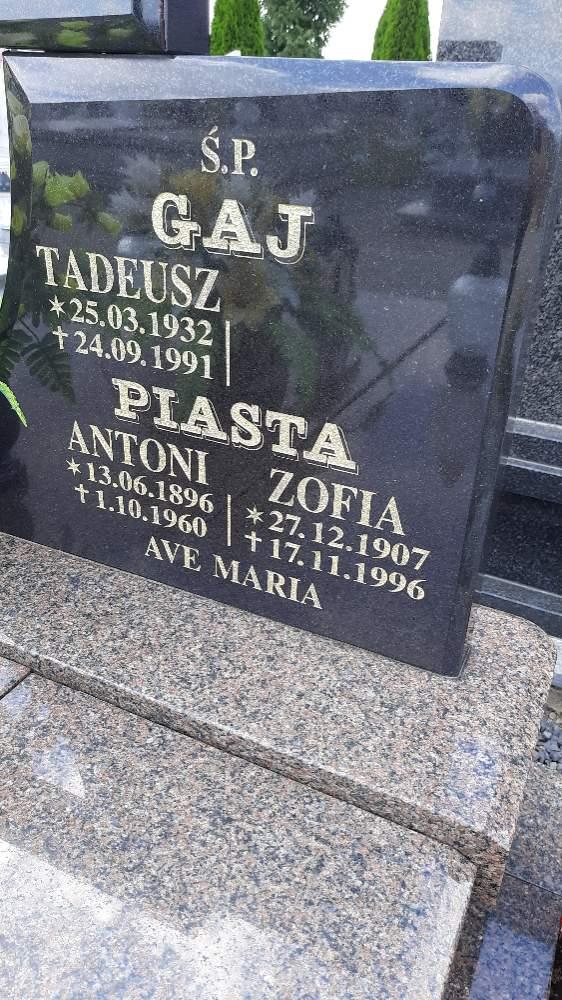 Ś.P.
GAJ
TADEUSZ
*25.03.1932
†24.09.1991
PIASTA
ANTONI
*13.06.1896
†1.10.1960
ZOFIA
*27.12.1907
†17.11.1996
AVE MARIA